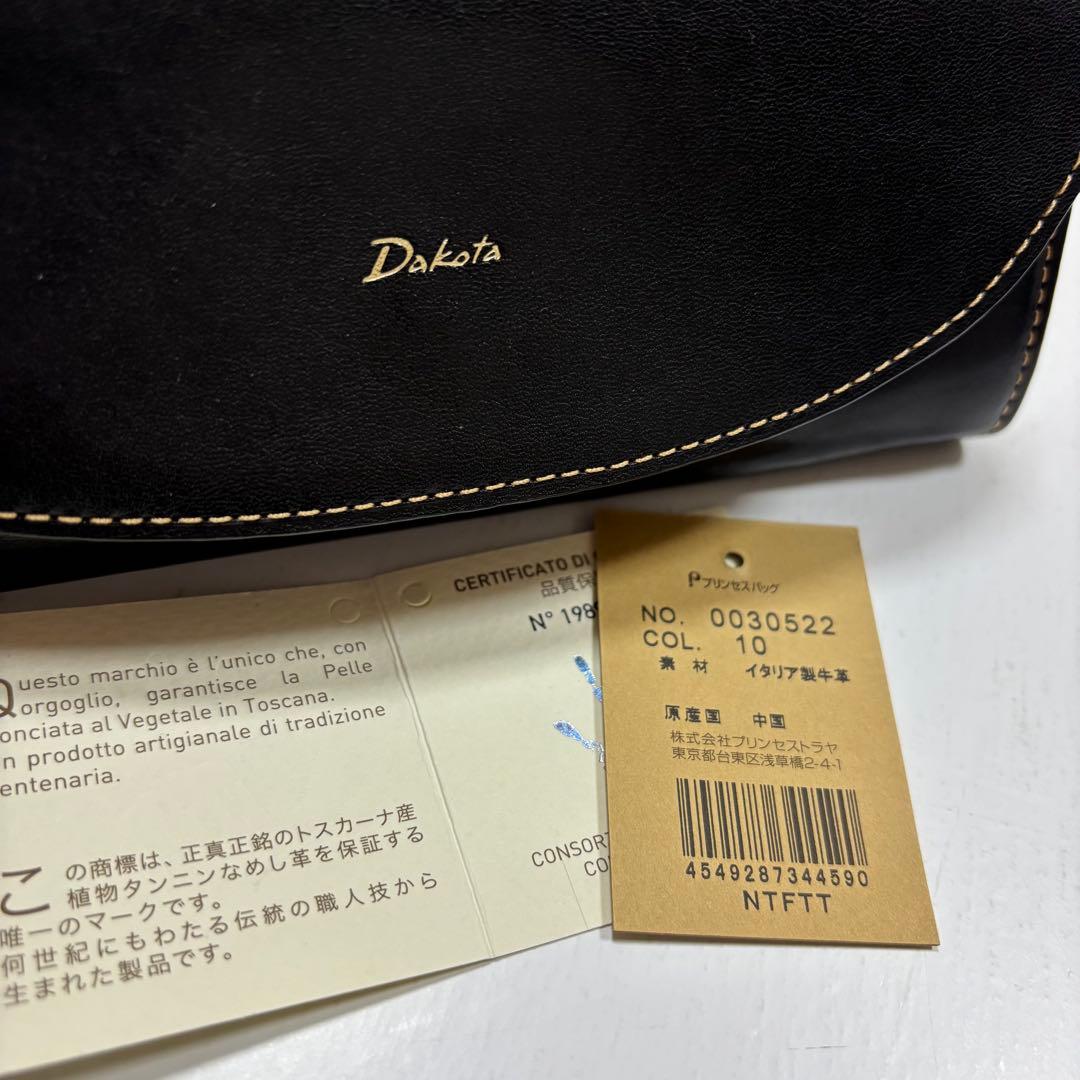 Dakota
uesto marchio è l'unico che, con
orgoglio, garantisce la Pelle
onciata al Vegetale in Toscana.
n prodotto artigianale di tradizione
entenaria.
この商標は、正真正銘のトスカーナ産
植物タンニンなめし革を保証する
唯一のマークです。
何世紀にもわたる伝統の職人技から
生まれた製品です。
CERTIFICATO DI
品質保
N° 198
CONSOR
CO
プリンセスバッグ
NO. 0030522
COL. 10
素材 イタリア製牛革
原産国 中国
株式会社プリンセストラヤ
東京都台東区浅草橋2-4-1
4549287344590
NTFTT